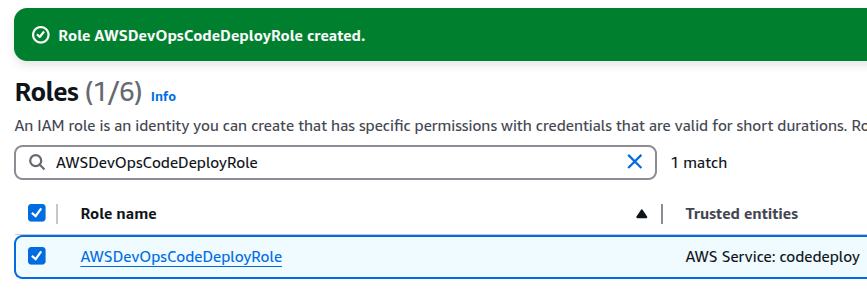 Role AWSDevOpsCodeDeployRole created.
Roles (1/6) Info
An IAM role is an identity you can create that has specific permissions with credentials that are valid for short durations. Ro
AWSDevOpsCodeDeployRole 1 match
Role name Trusted entities
AWSDevOpsCodeDeployRole AWS Service: codedeploy